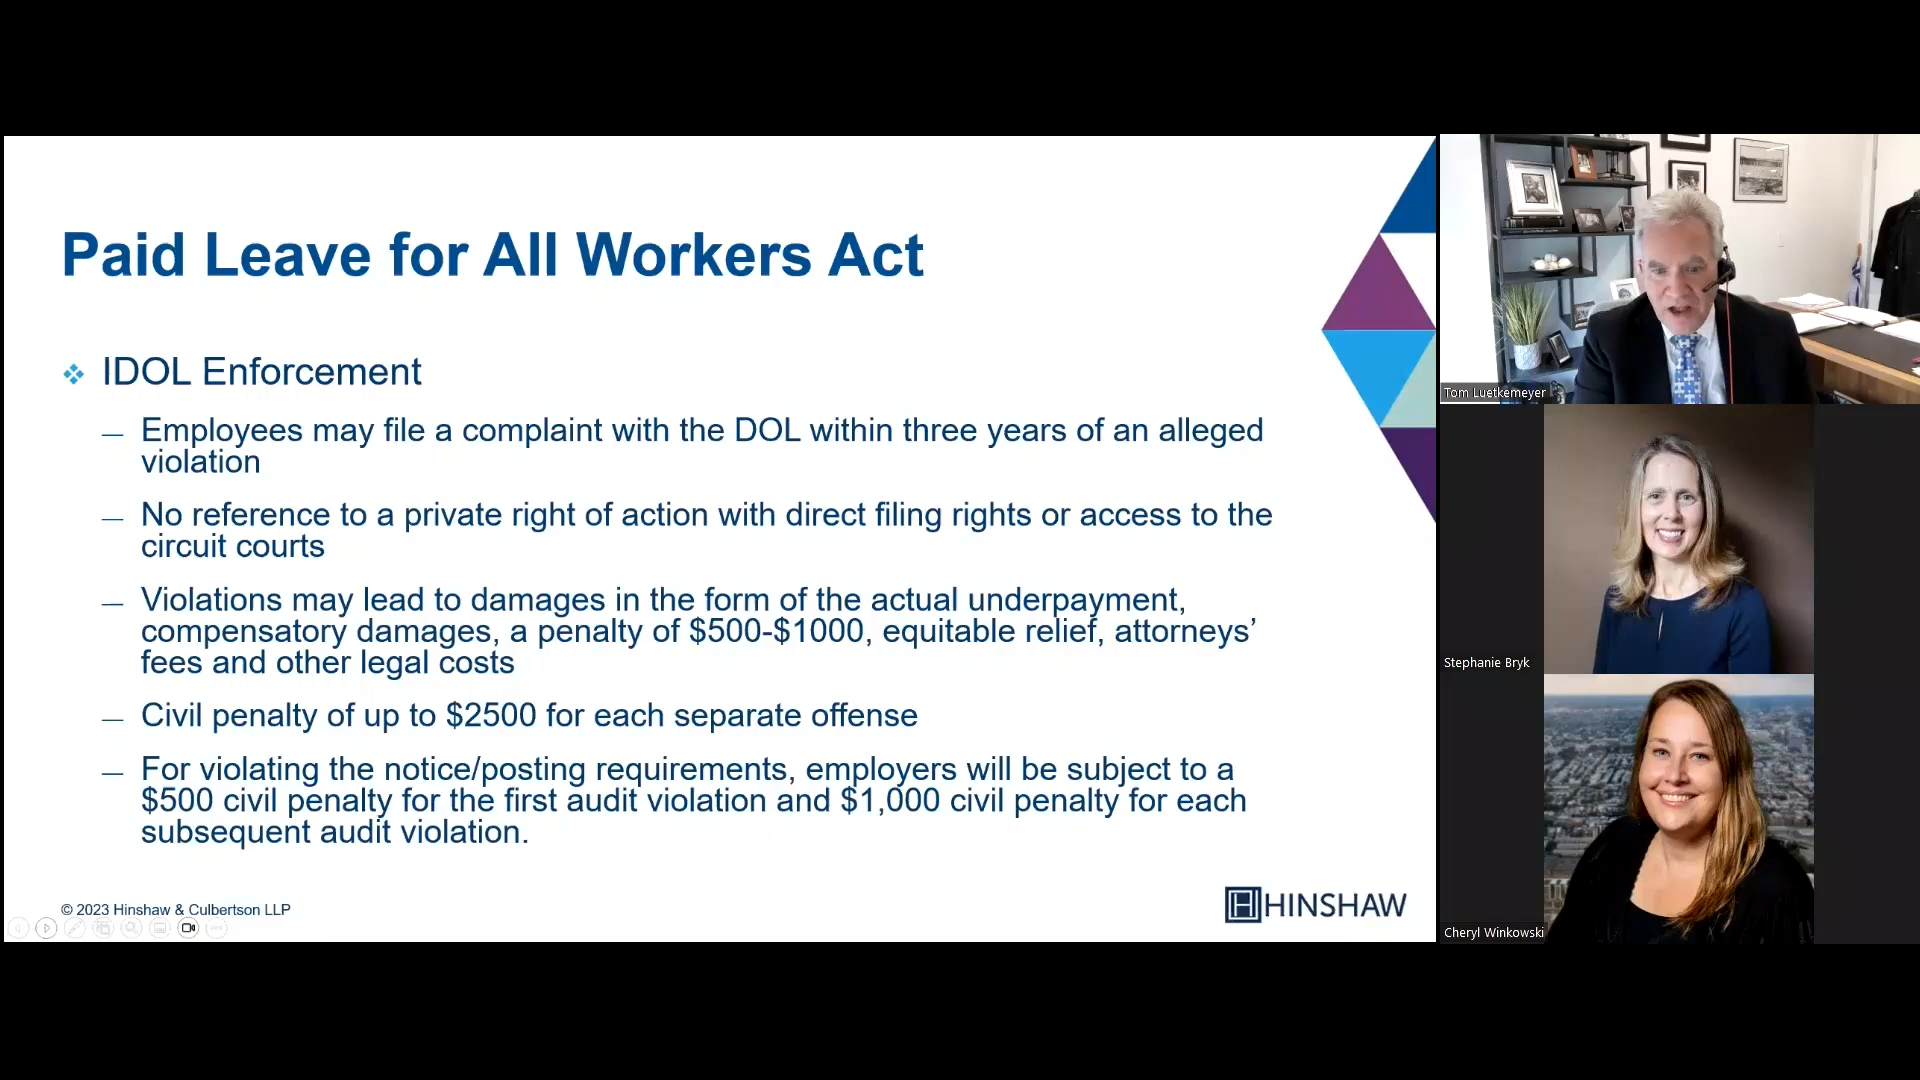 Paid Leave for All Workers Act
❖ IDOL Enforcement
— Employees may file a complaint with the DOL within three years of an alleged
violation
— No reference to a private right of action with direct filing rights or access to the
circuit courts
— Violations may lead to damages in the form of the actual underpayment,
compensatory damages, a penalty of $500-$1000, equitable relief, attorneys’
fees and other legal costs
— Civil penalty of up to $2500 for each separate offense
— For violating the notice/posting requirements, employers will be subject to a
$500 civil penalty for the first audit violation and $1,000 civil penalty for each
subsequent audit violation.
© 2023 Hinshaw & Culbertson LLP
HINSHAW
Tom Luetkemeyer
Stephanie Bryk
Cheryl Winkowski